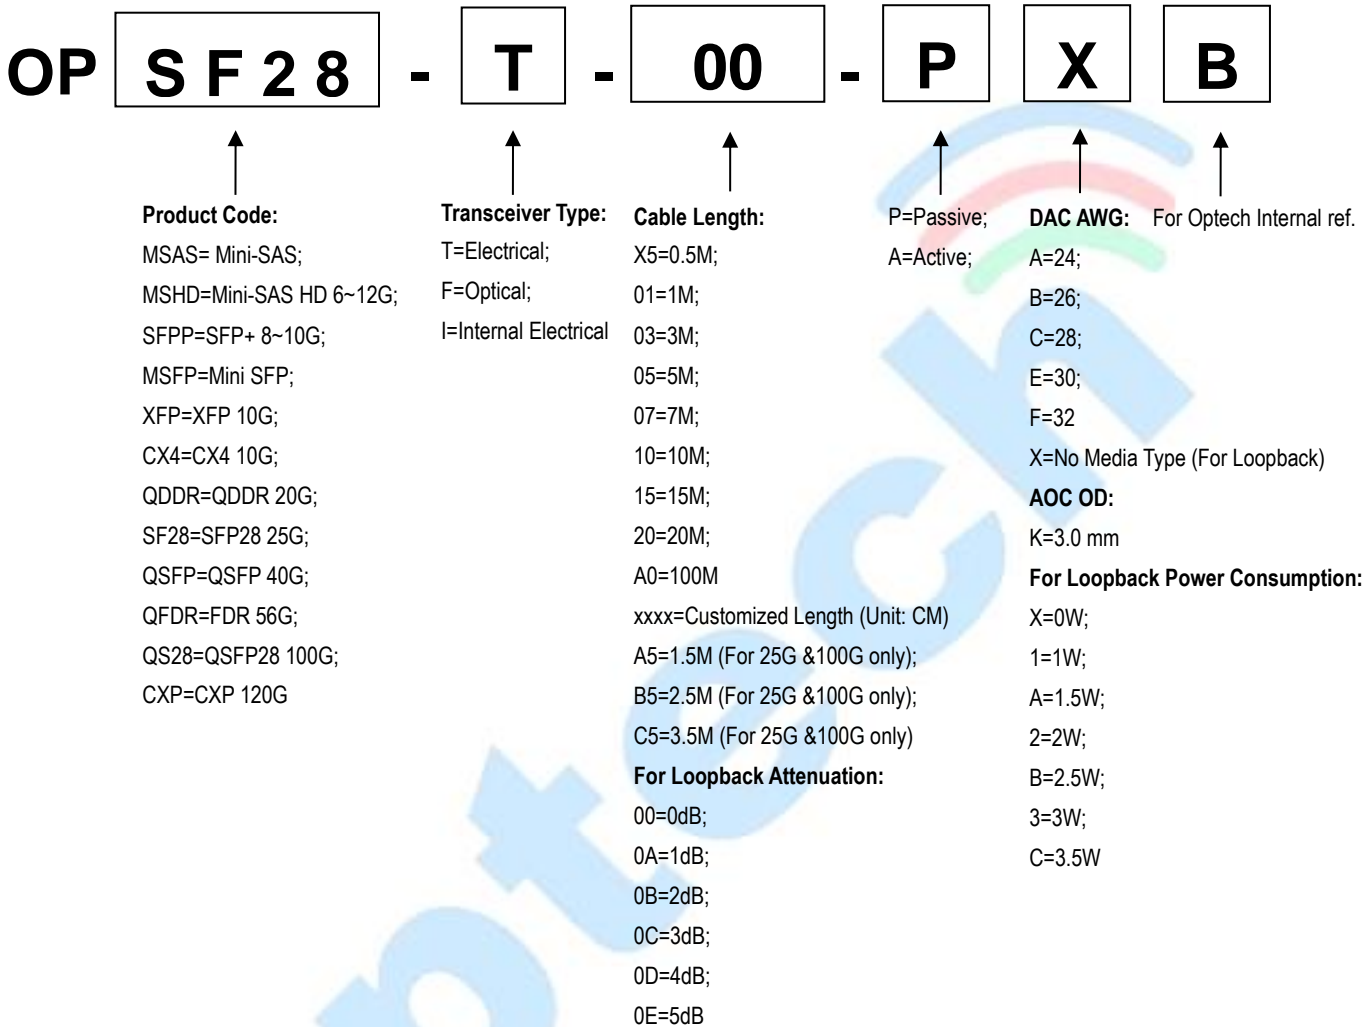 OP SF28 - T - 00 - P X B
Product Code:
MSAS= Mini-SAS;
MSHD=Mini-SAS HD 6~12G;
SFPP=SFP+ 8~10G;
MSFP=Mini SFP;
XFP=XFP 10G;
CX4=CX4 10G;
QDDR=QDDR 20G;
SF28=SFP28 25G;
QSFP=QSFP 40G;
QFDR=FDR 56G;
QS28=QSFP28 100G;
CXP=CXP 120G
Transceiver Type:
T=Electrical;
F=Optical;
I=Internal Electrical
Cable Length:
X5=0.5M;
01=1M;
03=3M;
05=5M;
07=7M;
10=10M;
15=15M;
20=20M;
A0=100M
xxxx=Customized Length (Unit: CM)
A5=1.5M (For 25G &100G only);
B5=2.5M (For 25G &100G only);
C5=3.5M (For 25G &100G only)
For Loopback Attenuation:
00=0dB;
0A=1dB;
0B=2dB;
0C=3dB;
0D=4dB;
0E=5dB
P=Passive;
A=Active;
DAC AWG:
A=24;
B=26;
C=28;
E=30;
F=32
X=No Media Type (For Loopback)
AOC OD:
K=3.0 mm
For Loopback Power Consumption:
X=0W;
1=1W;
A=1.5W;
2=2W;
B=2.5W;
3=3W;
C=3.5W
For Optech Internal ref.
ptech